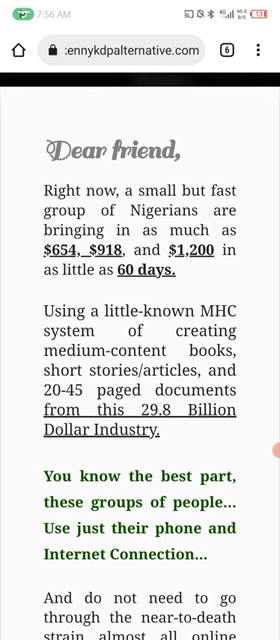 7:56 AM
:ennykdpalternative.com
6
Dear friend,
Right now, a small but fast
group of Nigerians are
bringing in as much as
$654, $918, and $1,200 in
as little as 60 days.
Using a little-known MHC
system of creating
medium-content books,
short stories/articles, and
20-45 paged documents
from this 29.8 Billion
Dollar Industry.
You know the best part,
these groups of people...
Use just their phone and
Internet Connection...
And do not need to go
through the near-to-death
strain almost all online